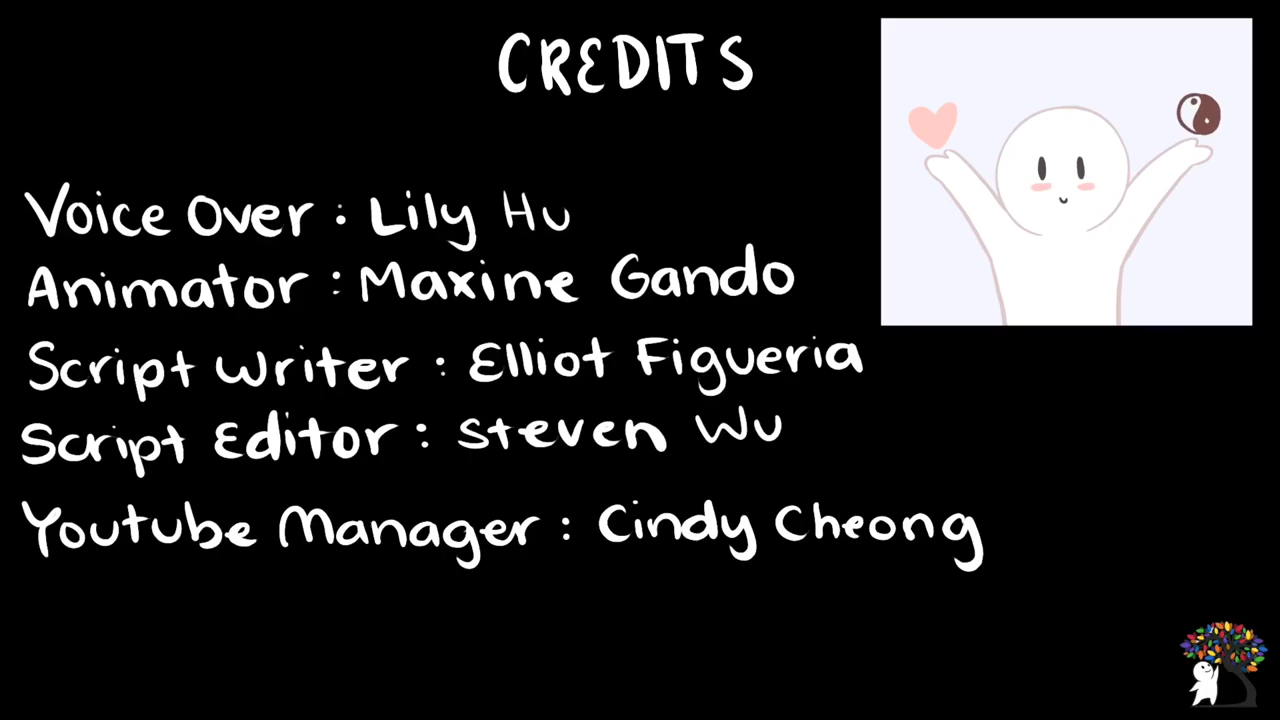 CREDITS
Voice Over : Lily Hu
Animator : Maxine Gando
Script Writer : Elliot Figueria
Script Editor : Steven Wu
Youtube Manager : Cindy Cheong